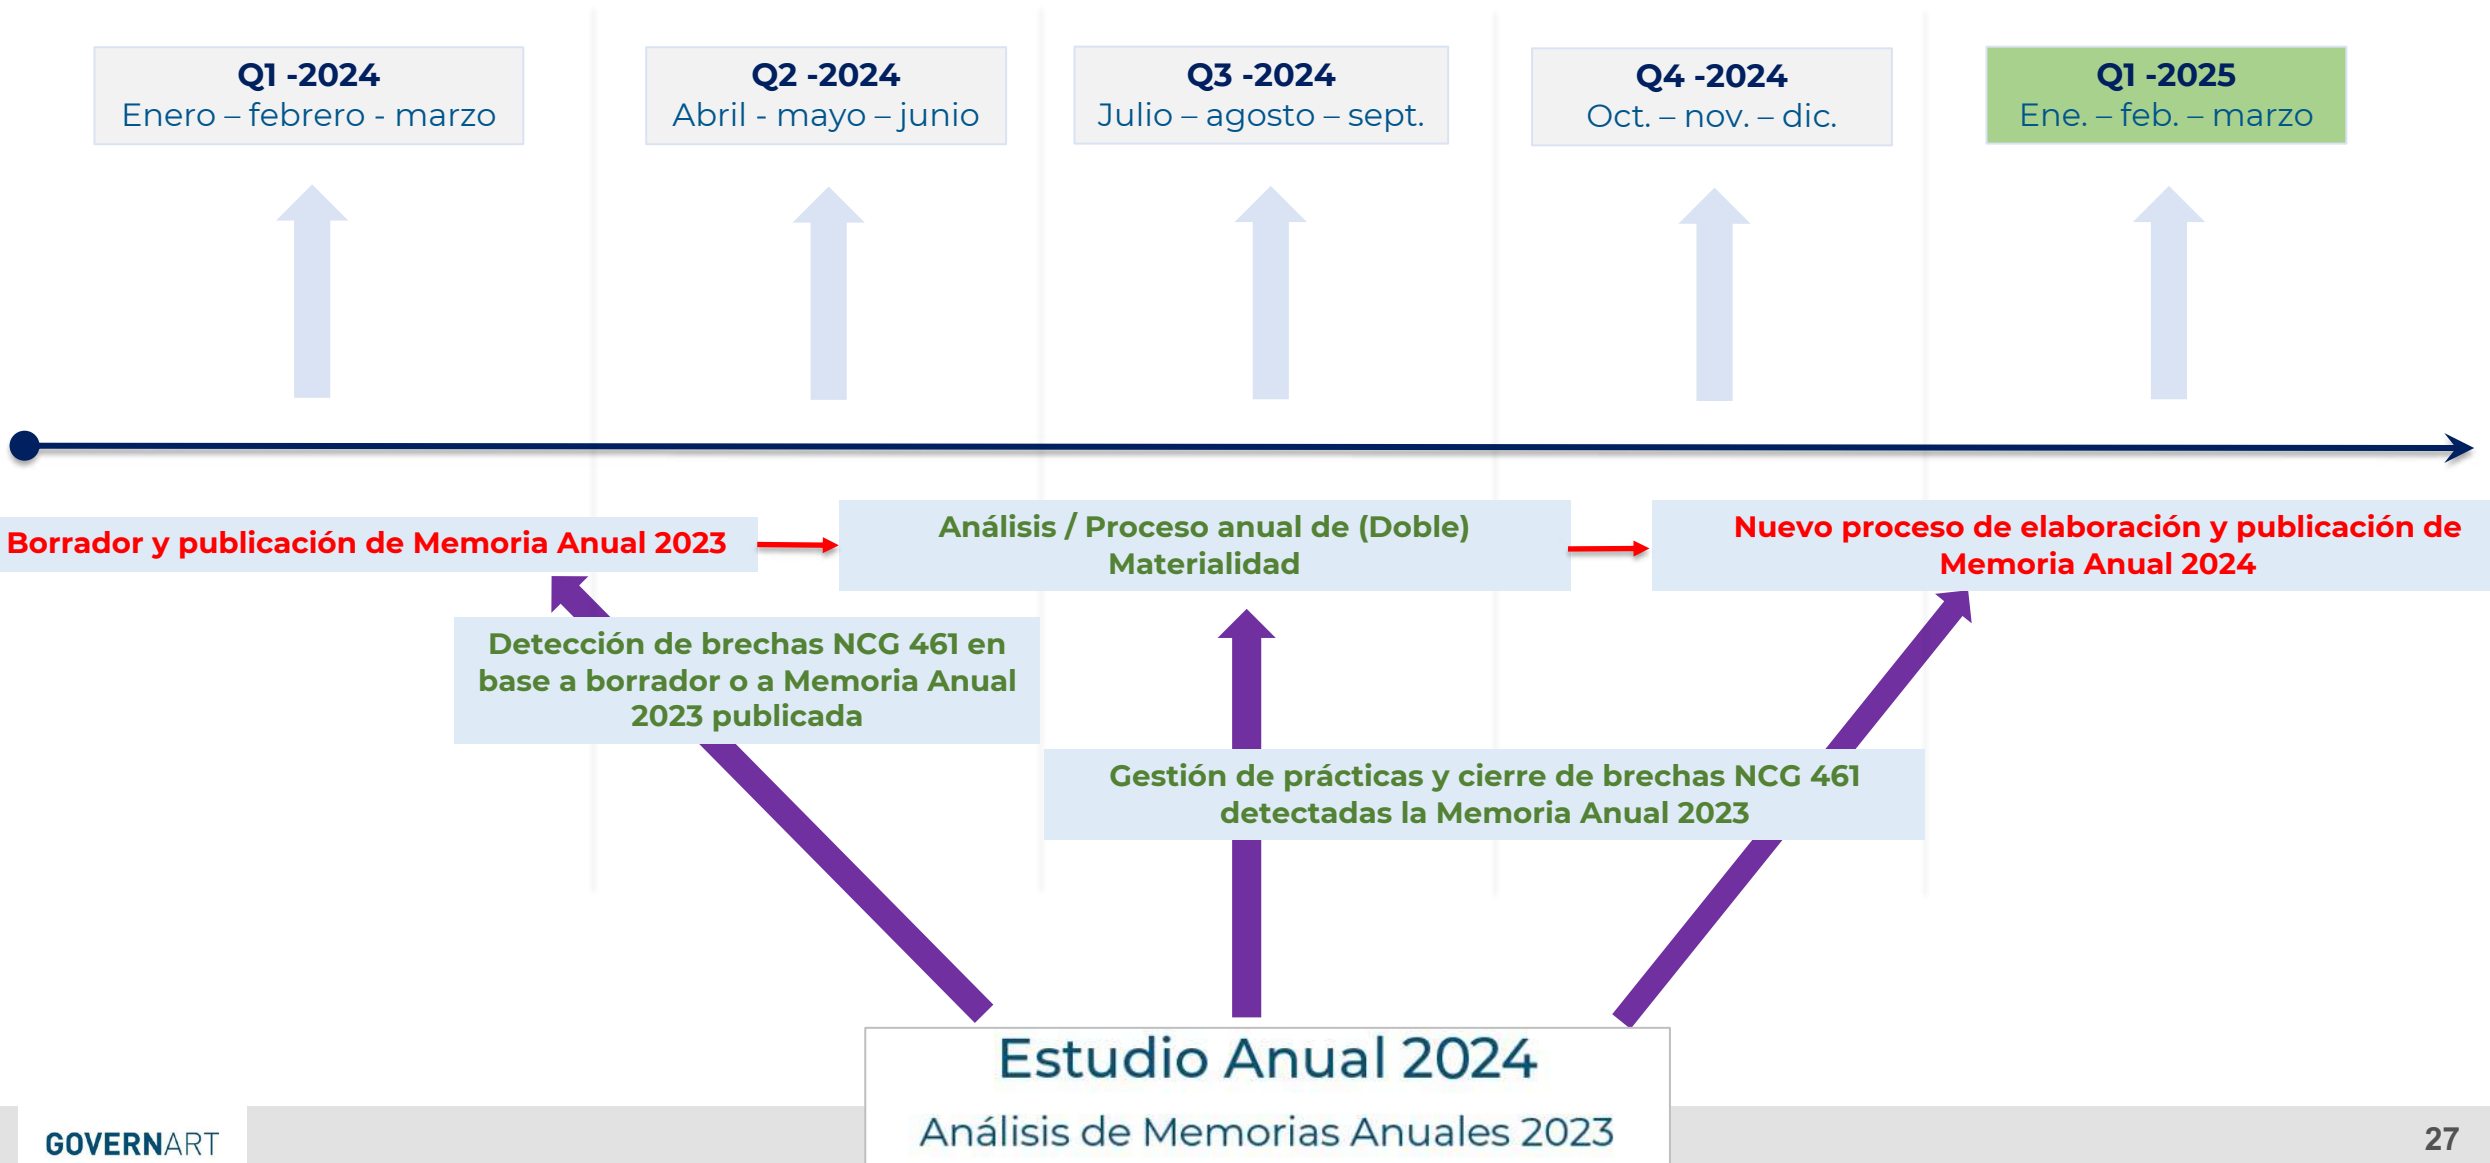 Q1 -2024
Enero – febrero - marzo
Q2 -2024
Abril - mayo – junio
Q3 -2024
Julio – agosto – sept.
Q4 -2024
Oct. – nov. – dic.
Q1 -2025
Ene. – feb. – marzo
Borrador y publicación de Memoria Anual 2023
Análisis / Proceso anual de (Doble)
Materialidad
Nuevo proceso de elaboración y publicación de
Memoria Anual 2024
Detección de brechas NCG 461 en
base a borrador o a Memoria Anual
2023 publicada
Gestión de prácticas y cierre de brechas NCG 461
detectadas la Memoria Anual 2023
Estudio Anual 2024
Análisis de Memorias Anuales 2023
GOVERNART
27